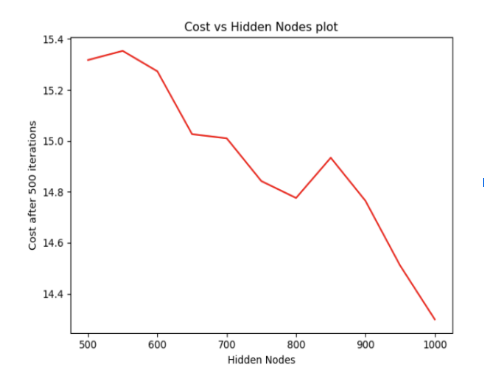 Cost vs Hidden Nodes plot
Cost after 500 iterations
15.4
15.2
15.0
14.8
14.6
14.4
500 600 700 800 900 1000
Hidden Nodes